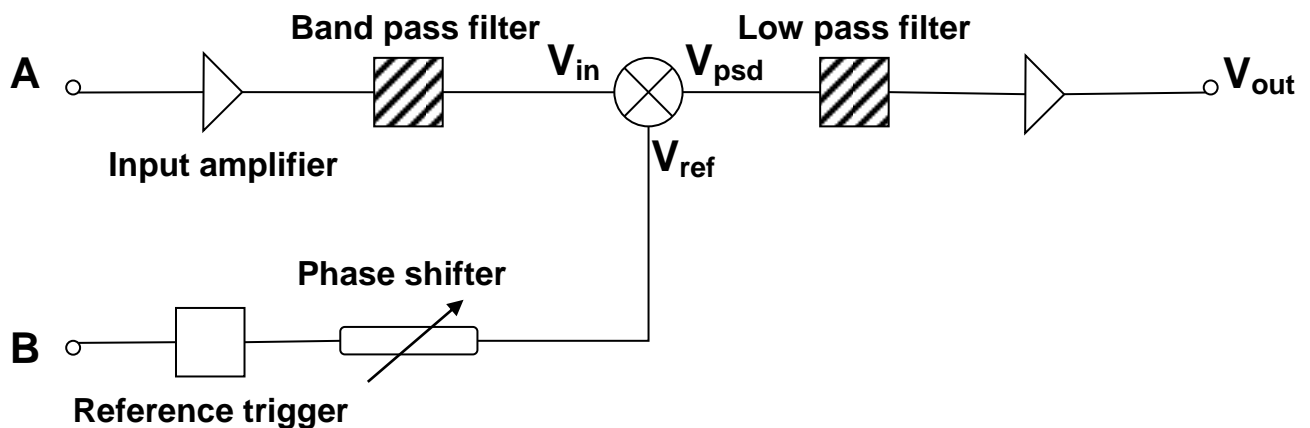 Band pass filter
Low pass filter
A
Vin
Vpsd
Vout
Input amplifier
Vref
Phase shifter
B
Reference trigger